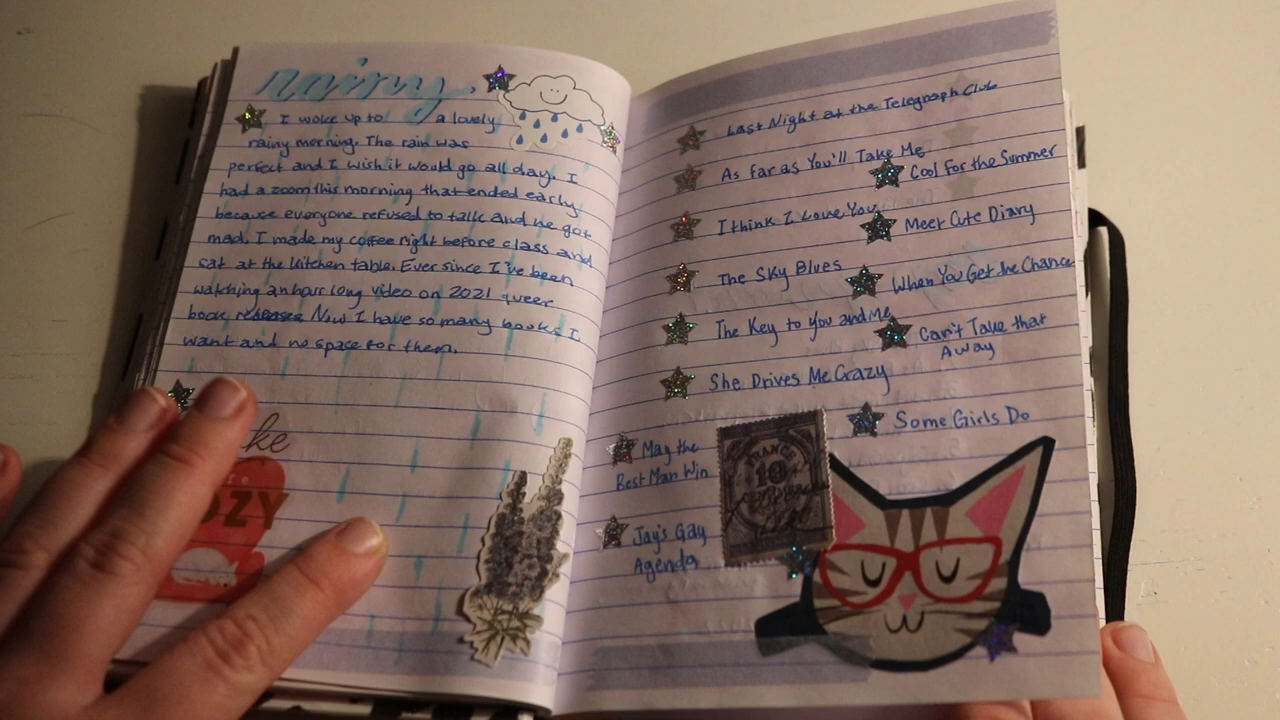 rainy.
I woke up to a lovely
rainy morning. The rain was
perfect and I wish it would go all day. I
had a zoom this morning that ended early
because everyone refused to talk and he got
mad. I made my coffee right before class and
sat at the kitchen table. Ever since I've been
watching an hour long video on 2021 queer
book releases. Now I have so many books I
want and no space for them.
ke
OZY
Last Night at the Telegraph Club
As far as You'll Take Me
Cool for the Summer
I think I Love You
Meet Cute Diary
The Sky Blues
When You Get the Chance
The Key to You and Me
Can't Take that
Away
She Drives Me Crazy
Some Girls Do
May the
Best Man Win
Jay's Gay
Agenda
FRANCE
10